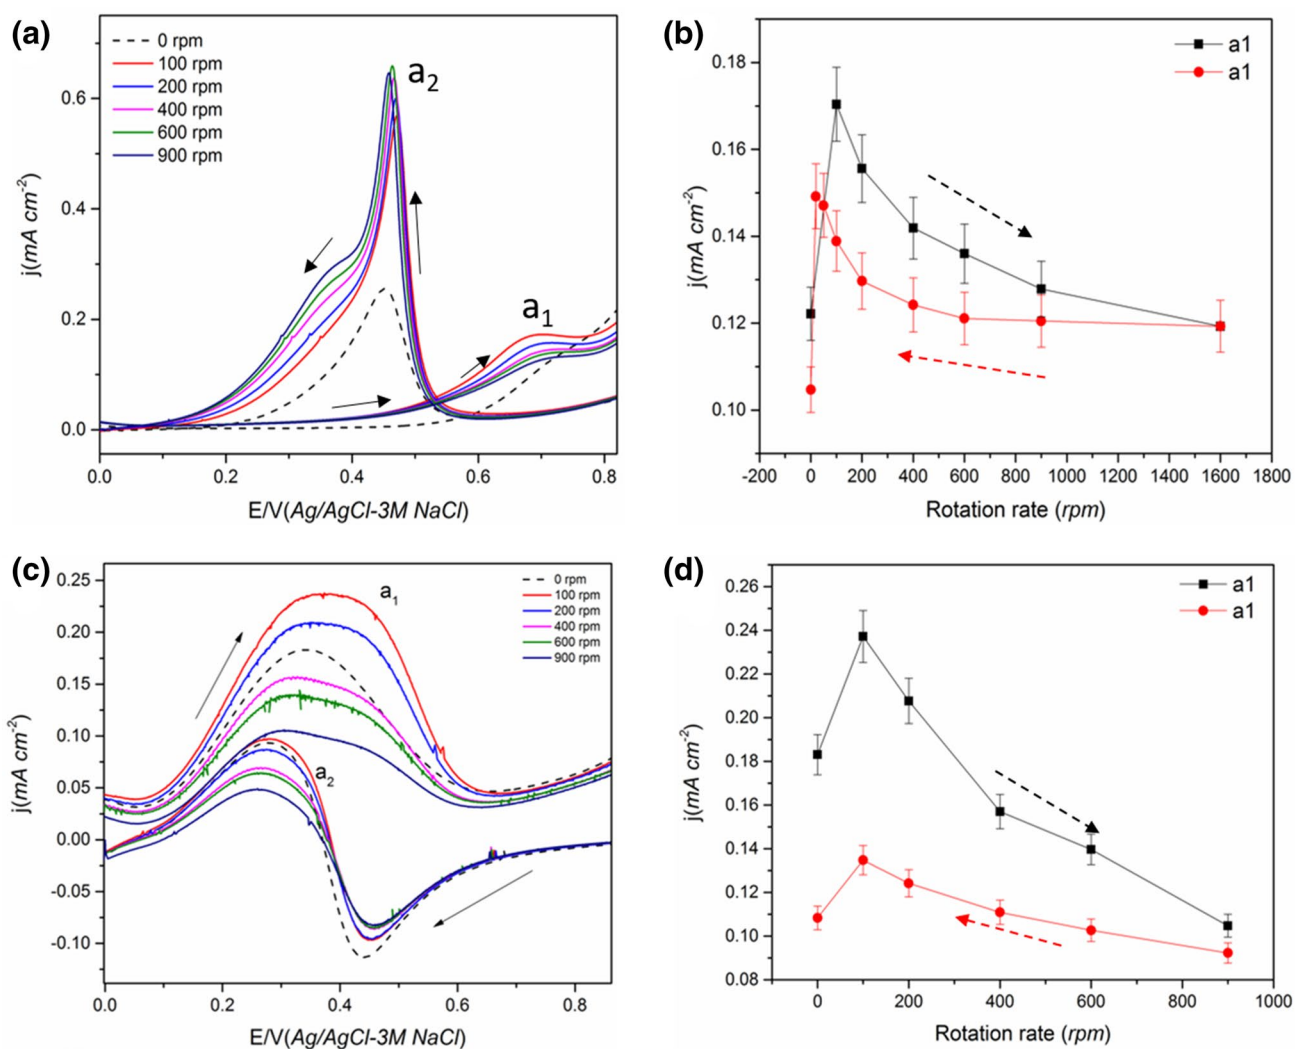 (a)
0 rpm
100 rpm
200 rpm
400 rpm
600 rpm
900 rpm
a2
a1
0.6
0.4
0.2
0.0
j(mA cm-2)
0.0 0.2 0.4 0.6 0.8
E/V(Ag/AgCl-3M NaCl)
(b)
a1
a1
0.18
0.16
0.14
0.12
0.10
j(mA cm-2)
-200 0 200 400 600 800 1000 1200 1400 1600 1800
Rotation rate (rpm)
(c)
0 rpm
100 rpm
200 rpm
400 rpm
600 rpm
900 rpm
a1
a2
0.25
0.20
0.15
0.10
0.05
0.00
-0.05
-0.10
j(mA cm-2)
0.0 0.2 0.4 0.6 0.8
E/V(Ag/AgCl-3M NaCl)
(d)
a1
a1
0.26
0.24
0.22
0.20
0.18
0.16
0.14
0.12
0.10
0.08
j(mA cm-2)
0 200 400 600 800 1000
Rotation rate (rpm)